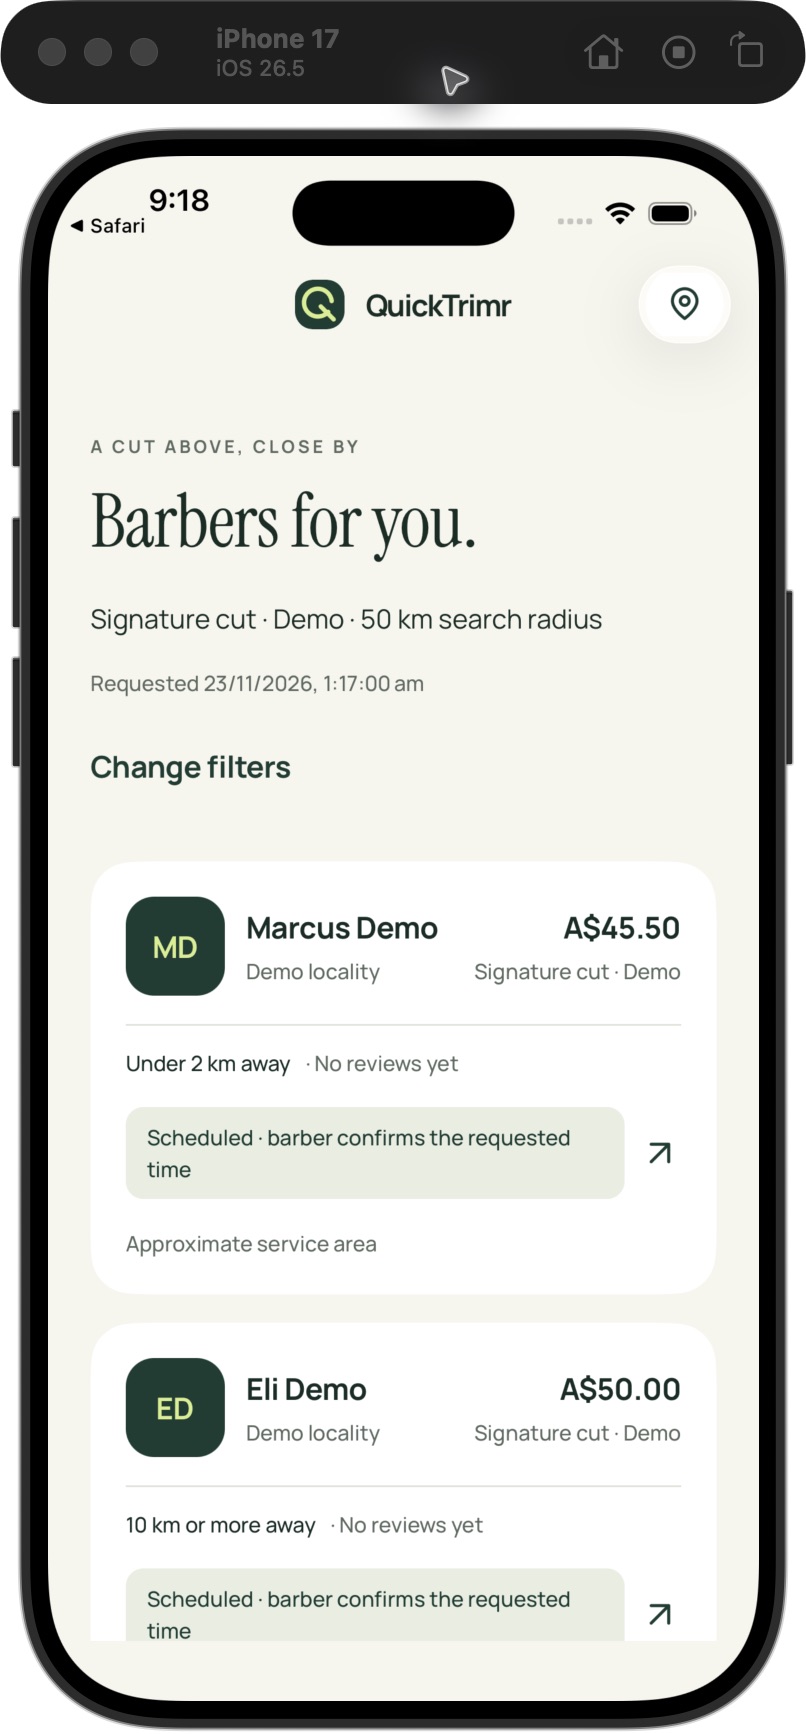 iPhone 17
iOS 26.5
9:18
◀ Safari
QuickTrimr
A CUT ABOVE, CLOSE BY
Barbers for you.
Signature cut · Demo · 50 km search radius
Requested 23/11/2026, 1:17:00 am
Change filters
MD
Marcus Demo
A$45.50
Demo locality
Signature cut · Demo
Under 2 km away · No reviews yet
Scheduled · barber confirms the requested
time
Approximate service area
ED
Eli Demo
A$50.00
Demo locality
Signature cut · Demo
10 km or more away · No reviews yet
Scheduled · barber confirms the requested
time